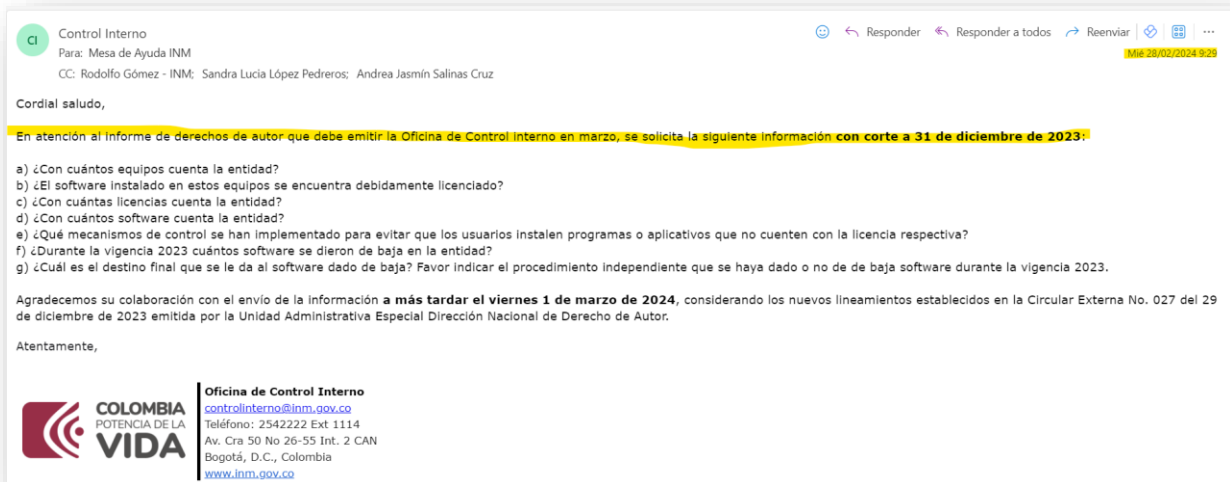 CI
Control Interno
Responder Responder a todos Reenviar ...
Para: Mesa de Ayuda INM
Mié 28/02/2024 9:29
CC: Rodolfo Gómez - INM; Sandra Lucia López Pedreros; Andrea Jasmín Salinas Cruz
Cordial saludo,
En atención al informe de derechos de autor que debe emitir la Oficina de Control interno en marzo, se solicita la siguiente información con corte a 31 de diciembre de 2023:
a) ¿Con cuántos equipos cuenta la entidad?
b) ¿El software instalado en estos equipos se encuentra debidamente licenciado?
c) ¿Con cuántas licencias cuenta la entidad?
d) ¿Con cuántos software cuenta la entidad?
e) ¿Qué mecanismos de control se han implementado para evitar que los usuarios instalen programas o aplicativos que no cuenten con la licencia respectiva?
f) ¿Durante la vigencia 2023 cuántos software se dieron de baja en la entidad?
g) ¿Cuál es el destino final que se le da al software dado de baja? Favor indicar el procedimiento independiente que se haya dado o no de de baja software durante la vigencia 2023.
Agradecemos su colaboración con el envío de la información a más tardar el viernes 1 de marzo de 2024, considerando los nuevos lineamientos establecidos en la Circular Externa No. 027 del 29
de diciembre de 2023 emitida por la Unidad Administrativa Especial Dirección Nacional de Derecho de Autor.
Atentamente,
COLOMBIA
POTENCIA DE LA
VIDA
Oficina de Control Interno
controlinterno@inm.gov.co
Teléfono: 2542222 Ext 1114
Av. Cra 50 No 26-55 Int. 2 CAN
Bogotá, D.C., Colombia
www.inm.gov.co